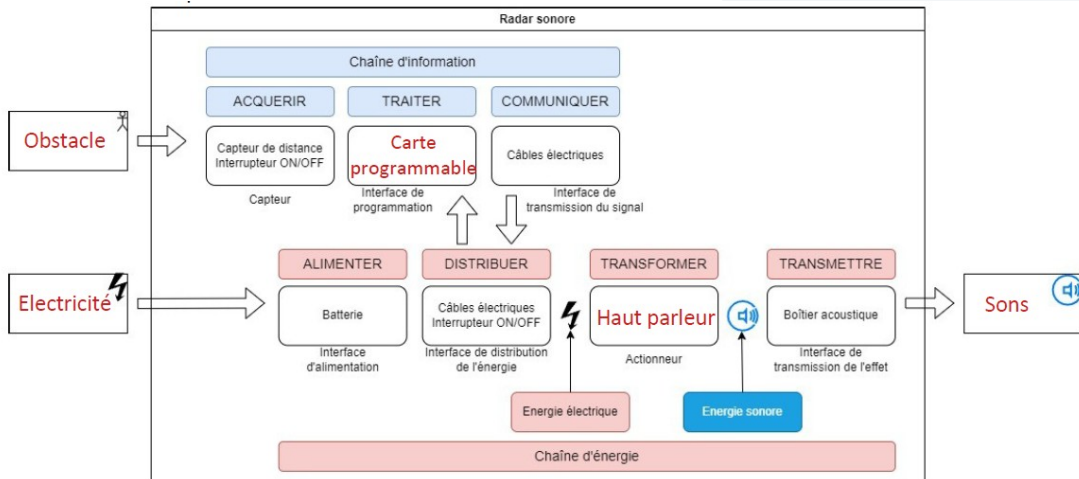 Radar sonore
Chaîne d'information
ACQUERIR
TRAITER
COMMUNIQUER
Obstacle
Capteur de distance
Interrupteur ON/OFF
Carte
programmable
Câbles électriques
Capteur
Interface de
programmation
Interface de
transmission du signal
ALIMENTER
DISTRIBUER
TRANSFORMER
TRANSMETTRE
Electricité
Batterie
Câbles électriques
Interrupteur ON/OFF
Haut parleur
Boîtier acoustique
Sons
Interface
d'alimentation
Interface de distribution
de l'énergie
Actionneur
Interface de
transmission de l'effet
Energie électrique
Energie sonore
Chaîne d'énergie